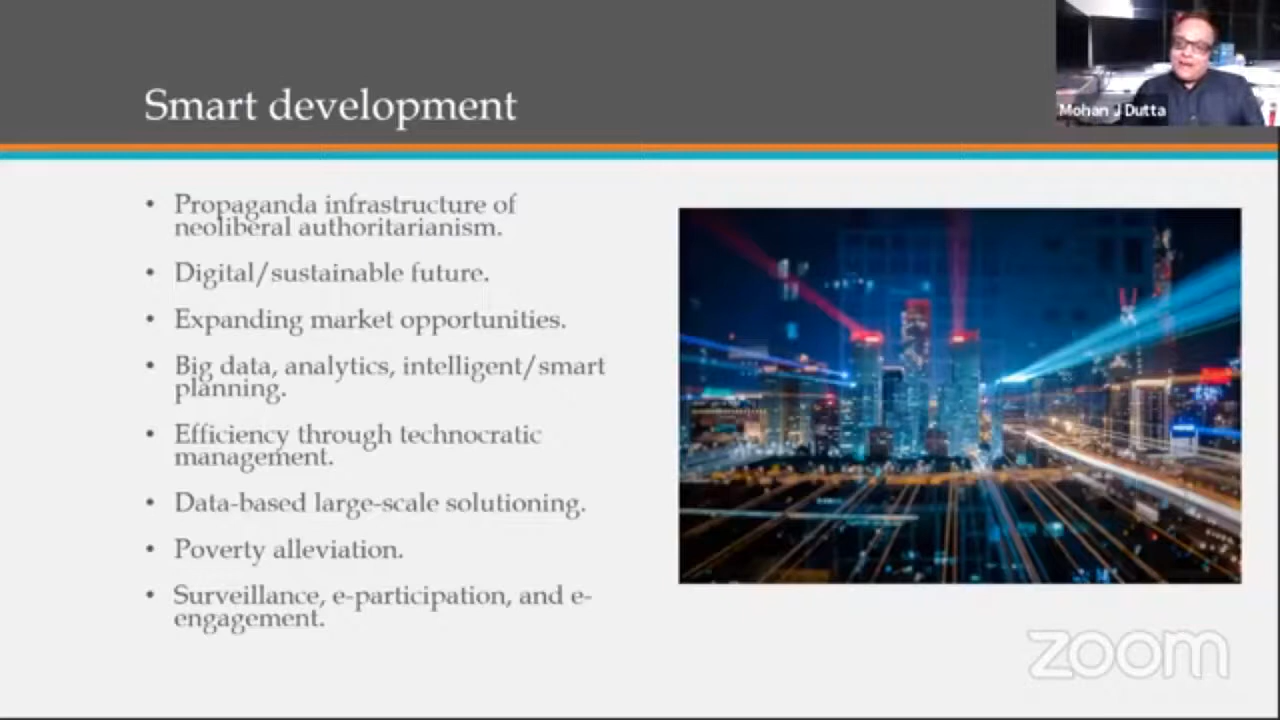 Smart development
Mohan J Dutta
• Propaganda infrastructure of
neoliberal authoritarianism.
• Digital/sustainable future.
• Expanding market opportunities.
• Big data, analytics, intelligent/smart
planning.
• Efficiency through technocratic
management.
• Data-based large-scale solutioning.
• Poverty alleviation.
• Surveillance, e-participation, and e-
engagement.
zoom